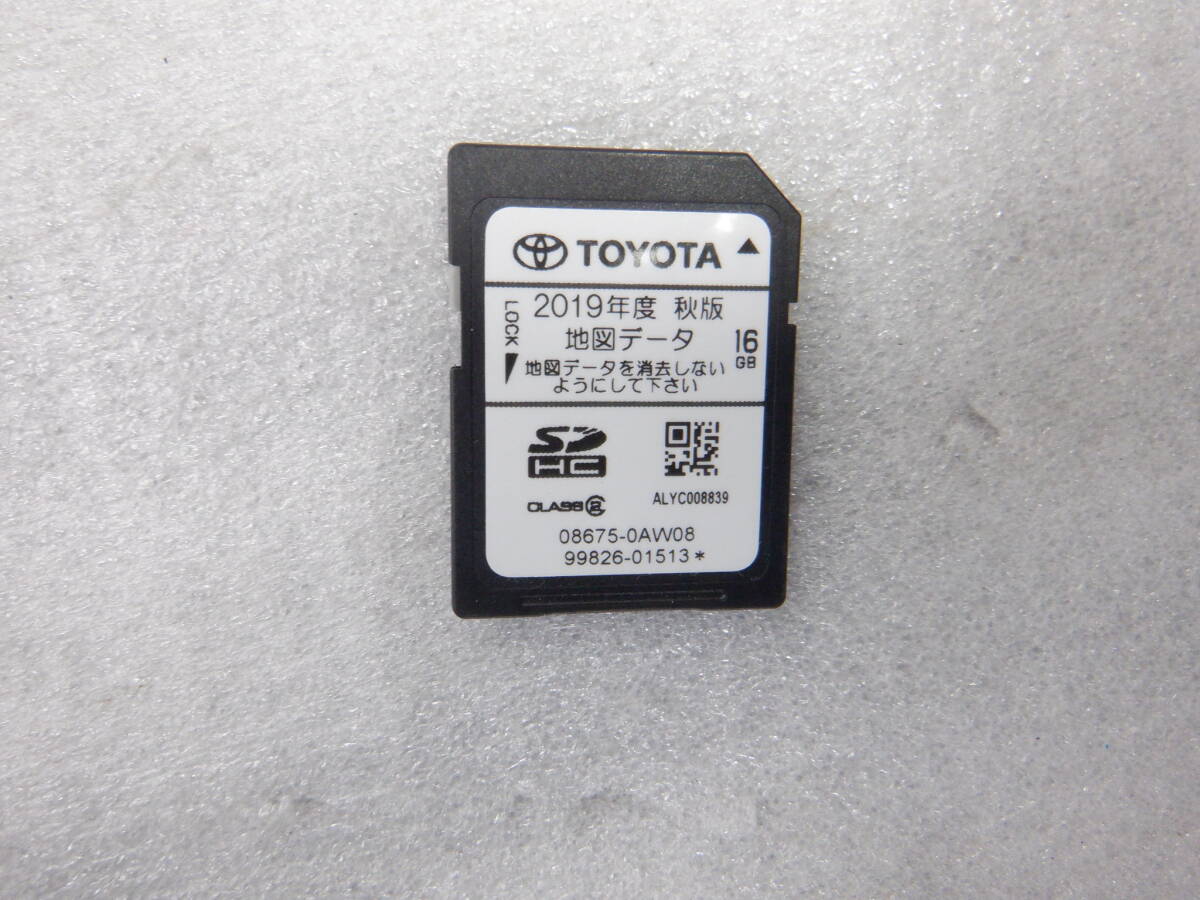 TOYOTA
LOCK
2019年度 秋版
地図データ
16
GB
地図データを消去しない
ようにして下さい
SD
HC
CLASS 2
ALYC008839
08675-0AW08
99826-01513*